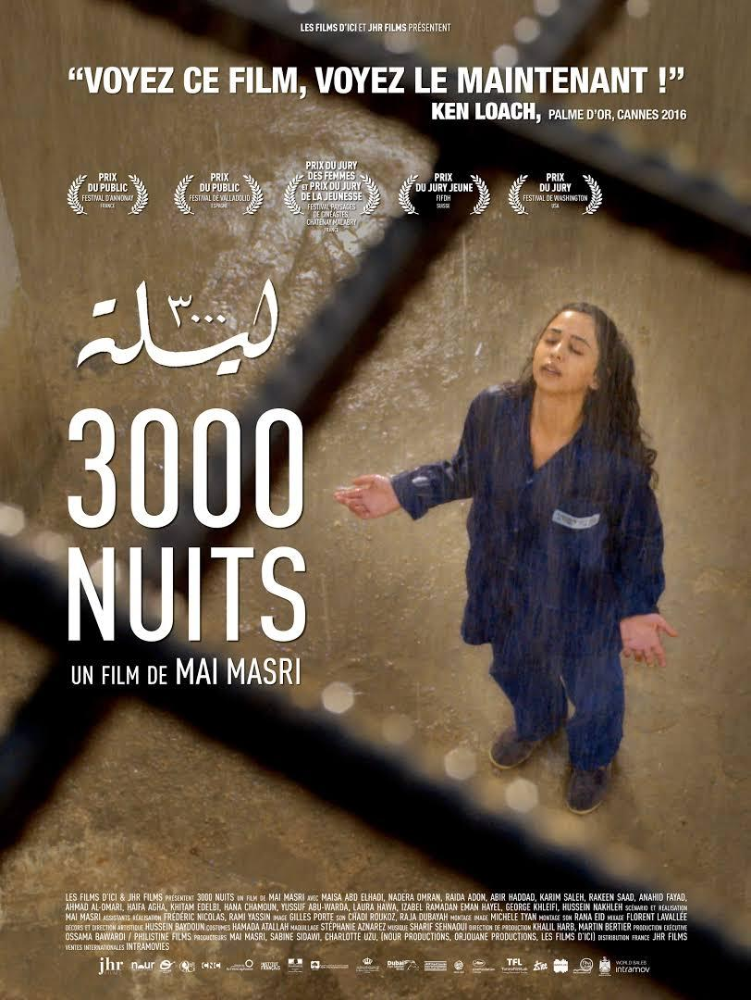 LES FILMS D'ICI ET JHR FILMS PRÉSENTENT
“VOYEZ CE FILM, VOYEZ LE MAINTENANT !”
KEN LOACH, PALME D'OR, CANNES 2016
PRIX
DU PUBLIC
FESTIVAL D'ANNONAY
FRANCE
PRIX
DU PUBLIC
FESTIVAL DE VALLADOLID
ESPAGNE
PRIX DU JURY
DES FEMMES
ET PRIX DU JURY
DE LA JEUNESSE
FESTIVAL PAYSAGES
DE CINÉASTES,
CHATENAY MALABRY
FRANCE
PRIX
DU JURY JEUNE
FIFDH
SUISSE
PRIX
DU JURY
FESTIVAL DE WASHINGTON
USA
٣٠٠٠ ليلة
3000
NUITS
UN FILM DE MAI MASRI
LES FILMS D'ICI & JHR FILMS PRÉSENTENT 3000 NUITS UN FILM DE MAI MASRI AVEC MAISA ABD ELHADI, NADERA OMRAN, RAIDA ADON, ABIR HADDAD, KARIM SALEH, RAKEEN SAAD, ANAHID FAYAD,
AHMAD AL-OMARI, HAIFA AGHA, KHITAM EDELBI, HANA CHAMOUN, YUSSUF ABU-WARDA, LAURA HAWA, IZABEL RAMADAN EMAN HAYEL, GEORGE KHLEIFI, HUSSEIN NAKHLEH SCÉNARIO ET RÉALISATION
MAI MASRI ASSISTANTS RÉALISATION FRÉDÉRIC NICOLAS, RAMI YASSIN IMAGE GILLES PORTE SON CHADI ROUKOZ, RAJA DUBAYAH MONTAGE IMAGE MICHELE TYAN MONTAGE SON RANA EID MIXAGE FLORENT LAVALLÉE
DÉCORS ET DIRECTION ARTISTIQUE HUSSEIN BAYDOUN COSTUMES HAMADA ATALLAH MAQUILLAGE STÉPHANIE AZNAREZ MUSIQUE SHARIF SEHNAOUI DIRECTION DE PRODUCTION KHALIL HARB, MARTIN BERTIER PRODUCTION EXÉCUTIVE
OSSAMA BAWARDI / PHILISTINE FILMS PRODUCTEURS MAI MASRI, SABINE SIDAWI, CHARLOTTE UZU, (NOUR PRODUCTIONS, ORJOUANE PRODUCTIONS, LES FILMS D'ICI) DISTRIBUTION FRANCE JHR FILMS
VENTES INTERNATIONALES INTRAMOVIES
jhr FILMS nour CNC INSTITUT FRANÇAIS Dubai TFL TorinoFilmLab WORLD SALES intramovies